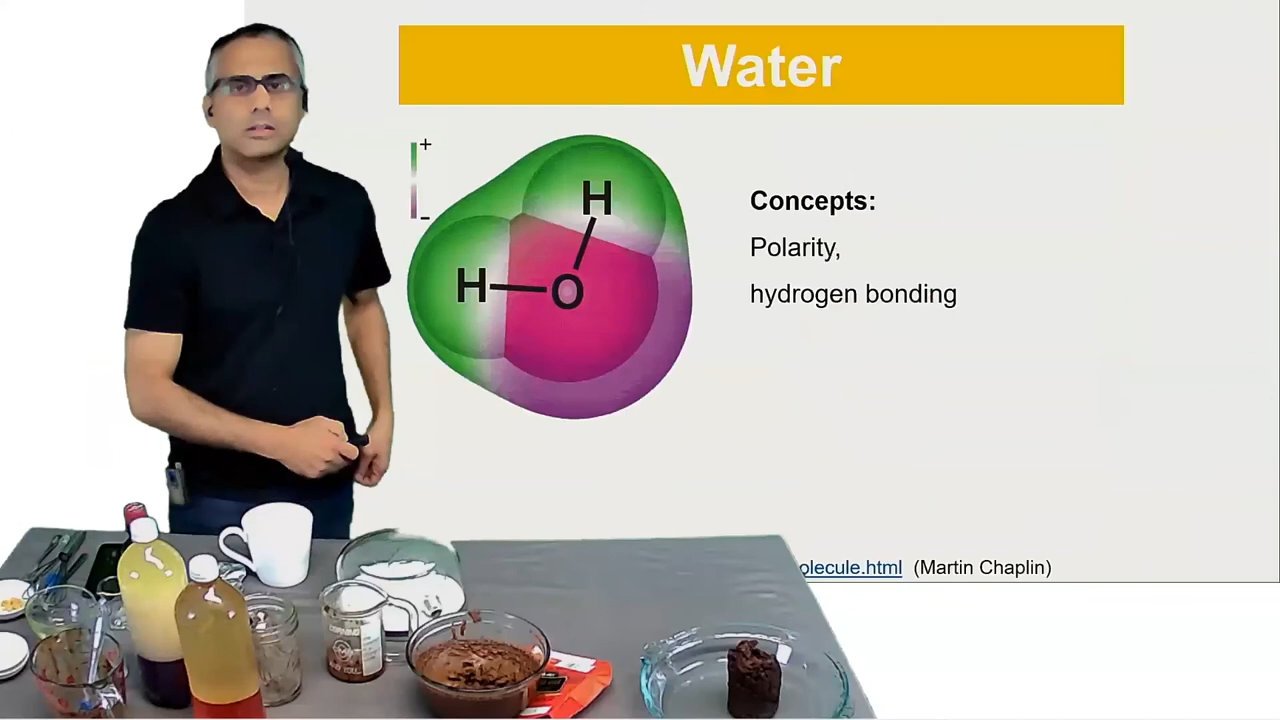 Water
+
-
H
H
O
Concepts:
Polarity,
hydrogen bonding
olecule.html (Martin Chaplin)